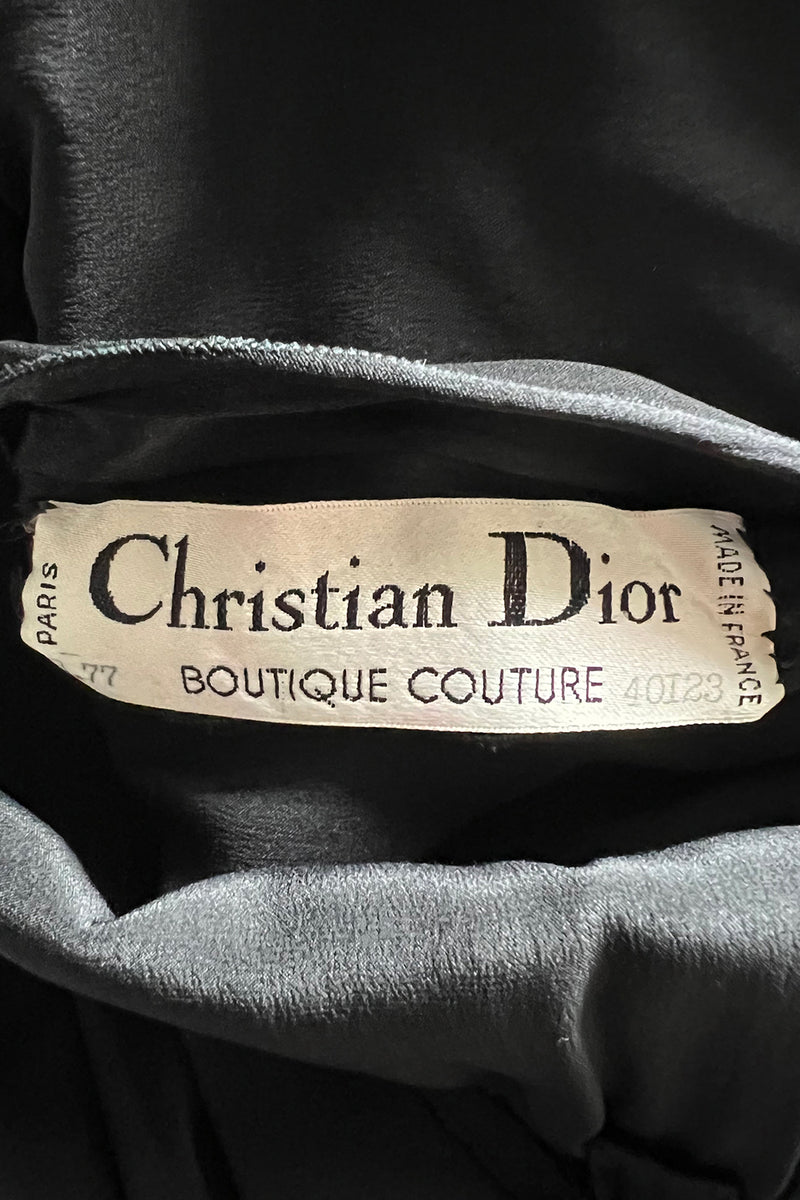 Christian Dior
BOUTIQUE COUTURE
PARIS
MADE IN FRANCE
77
40123